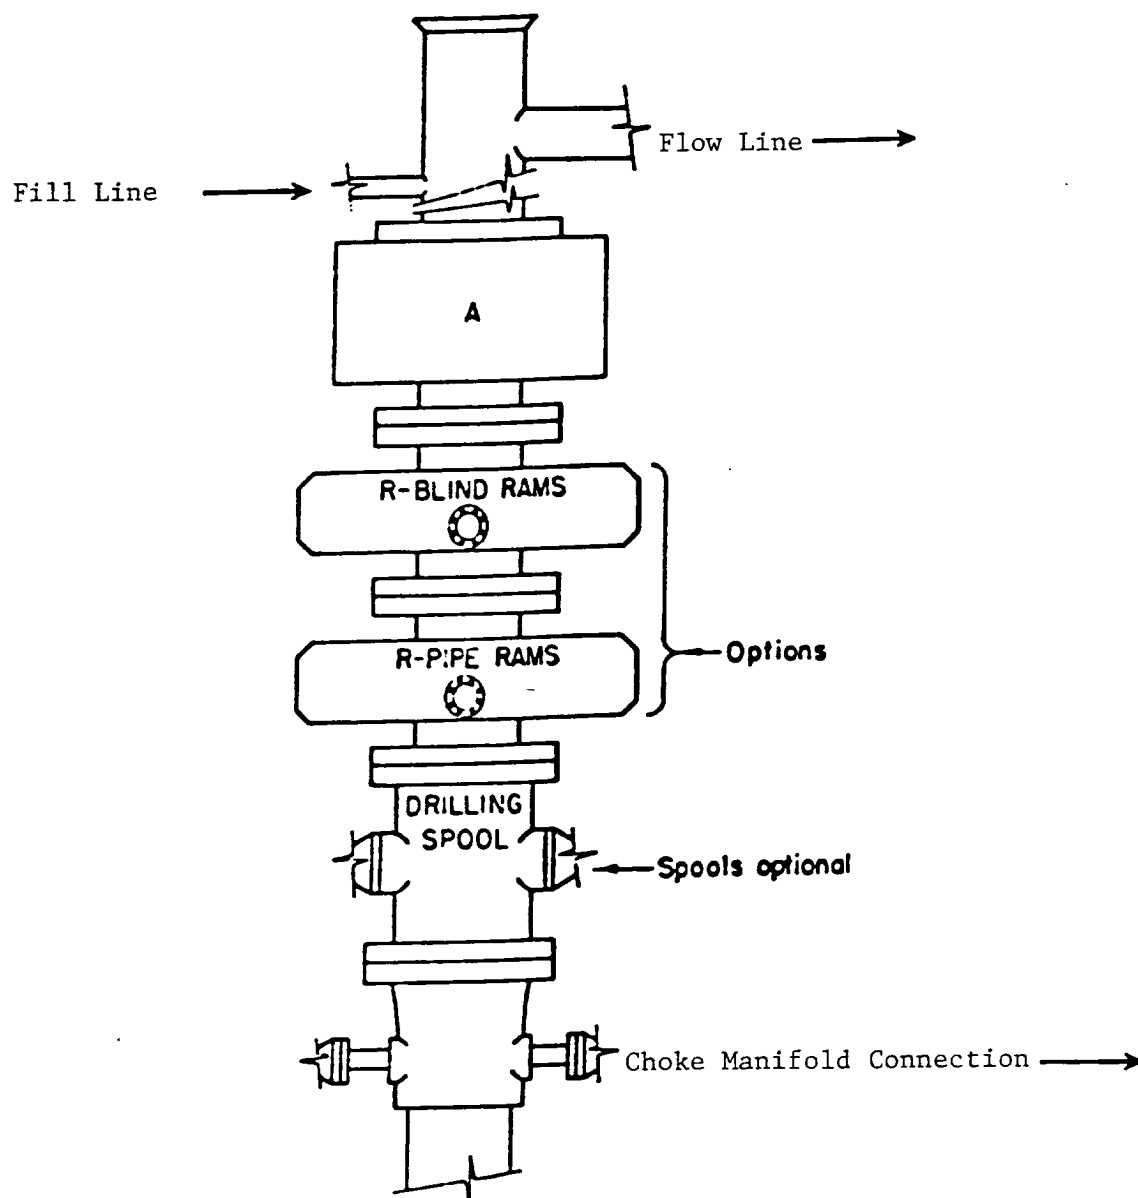 Flow Line
Fill Line
A
R-BLIND RAMS
R-PIPE RAMS
Options
DRILLING
SPOOL
Spools optional
Choke Manifold Connection